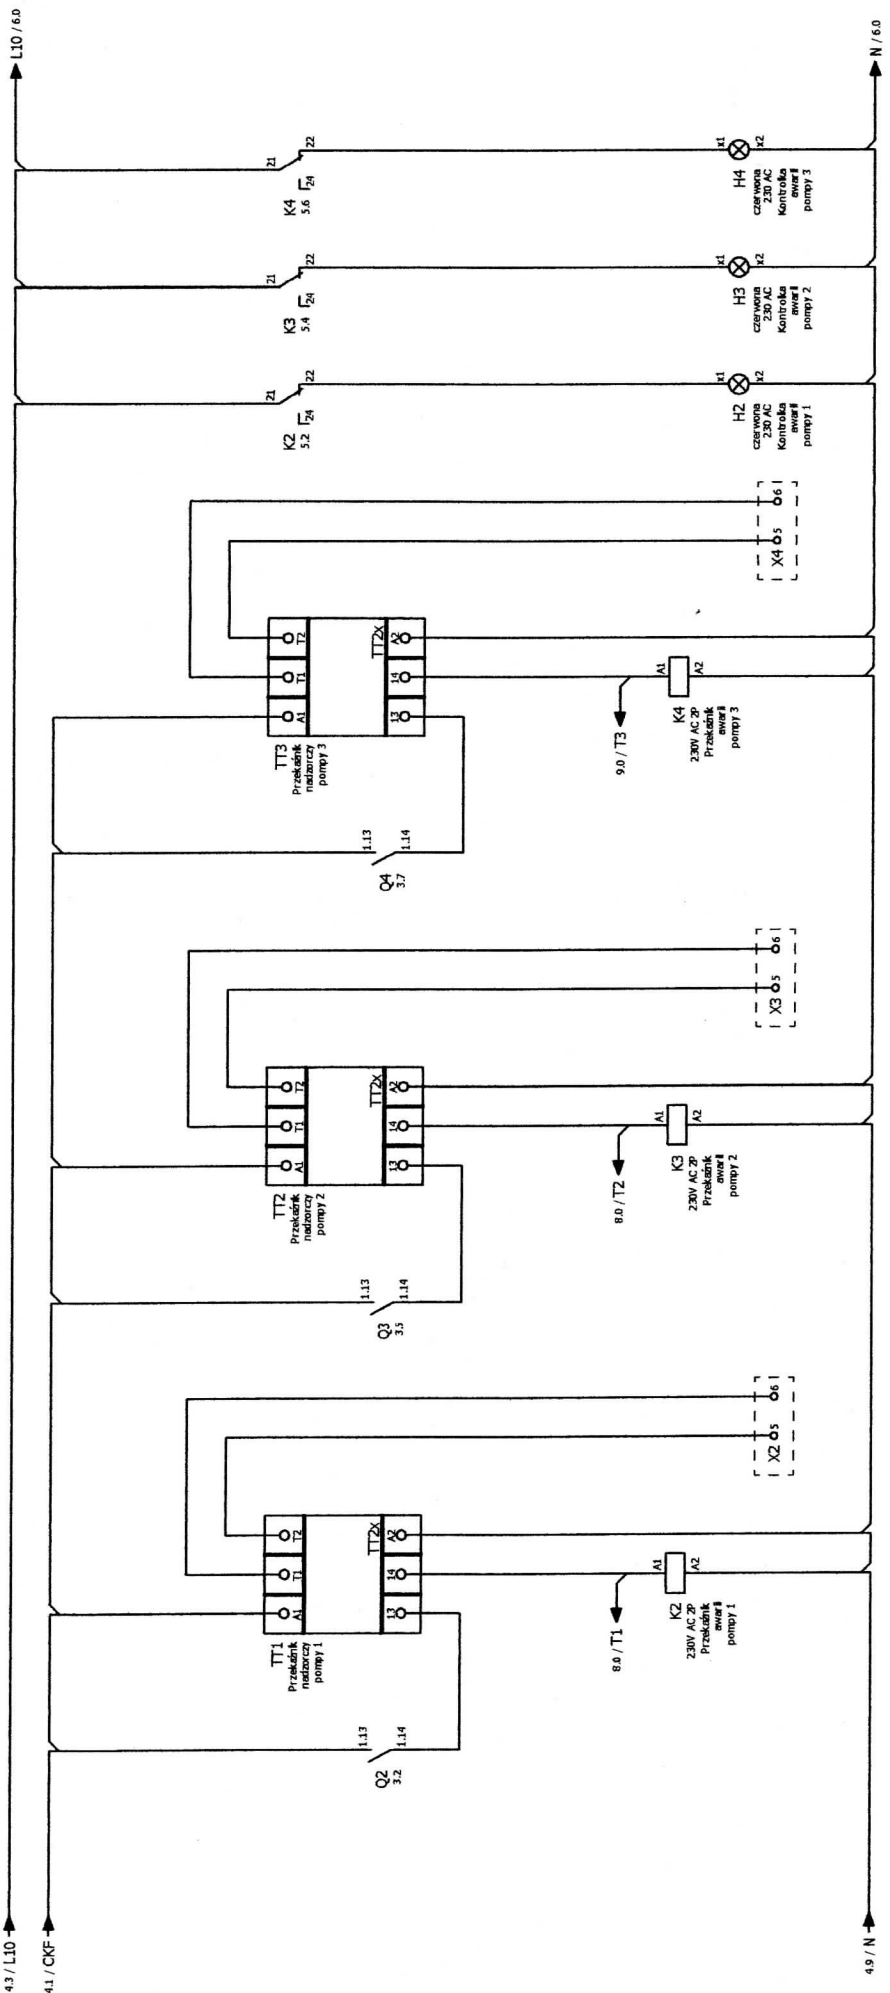 4.3 / L10
4.1 / CKF
4.9 / N
Q2
3.2
1.13
1.14
TT1
Przekaźnik
nadzorczy
pompy 1
A1
T1
T2
TT2x
13
14
A2
8.0 / T1
K2
230V AC 2P
Przekaźnik
awarii
pompy 1
A1
A2
X2
5
6
Q3
3.5
1.13
1.14
TT2
Przekaźnik
nadzorczy
pompy 2
A1
T1
T2
TT2x
13
14
A2
8.0 / T2
K3
230V AC 2P
Przekaźnik
awarii
pompy 2
A1
A2
X3
5
6
Q4
3.7
1.13
1.14
TT3
Przekaźnik
nadzorczy
pompy 3
A1
T1
T2
TT2x
13
14
A2
9.0 / T3
K4
230V AC 2P
Przekaźnik
awarii
pompy 3
A1
A2
X4
5
6
K2
5.2
21
22
24
H2
czerwona
230 AC
Kontrolka
awarii
pompy 1
x1
x2
K3
5.4
21
22
24
H3
czerwona
230 AC
Kontrolka
awarii
pompy 2
x1
x2
K4
5.6
21
22
24
H4
czerwona
230 AC
Kontrolka
awarii
pompy 3
x1
x2
L10 / 6.0
N / 6.0